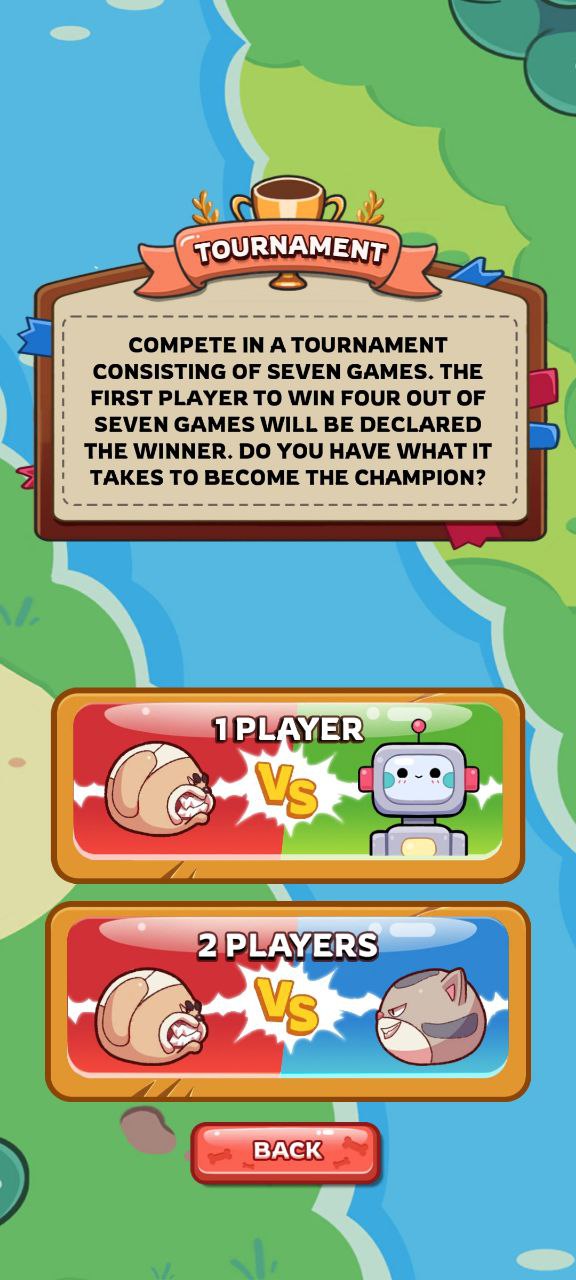 TOURNAMENT
COMPETE IN A TOURNAMENT
CONSISTING OF SEVEN GAMES. THE
FIRST PLAYER TO WIN FOUR OUT OF
SEVEN GAMES WILL BE DECLARED
THE WINNER. DO YOU HAVE WHAT IT
TAKES TO BECOME THE CHAMPION?
1 PLAYER
VS
2 PLAYERS
VS
BACK